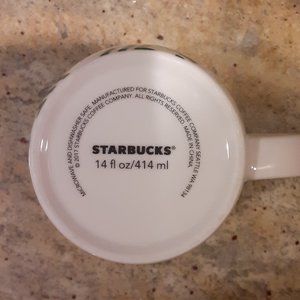 MICROWAVE AND DISHWASHER SAFE. MANUFACTURED FOR STARBUCKS COFFEE COMPANY SEATTLE WA 98134
© 2017 STARBUCKS COFFEE COMPANY. ALL RIGHTS RESERVED. MADE IN CHINA.
STARBUCKS®
14 fl oz/414 ml